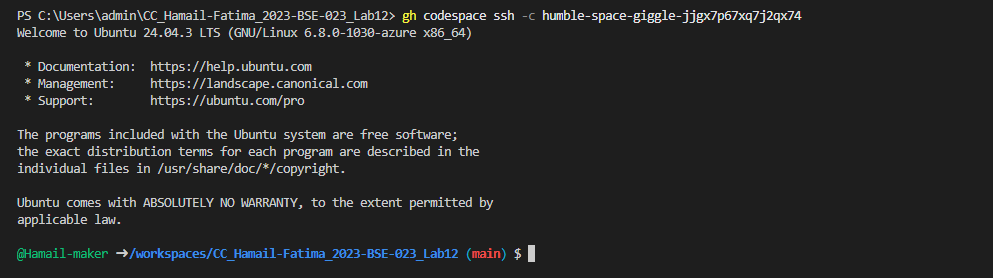 PS C:\Users\admin\CC_Hamail-Fatima_2023-BSE-023_Lab12> gh codespace ssh -c humble-space-giggle-jjgx7p67xq7j2qx74
Welcome to Ubuntu 24.04.3 LTS (GNU/Linux 6.8.0-1030-azure x86_64)
* Documentation:  https://help.ubuntu.com
* Management:     https://landscape.canonical.com
* Support:        https://ubuntu.com/pro
The programs included with the Ubuntu system are free software;
the exact distribution terms for each program are described in the
individual files in /usr/share/doc/*/copyright.
Ubuntu comes with ABSOLUTELY NO WARRANTY, to the extent permitted by
applicable law.
@Hamail-maker ➜/workspaces/CC_Hamail-Fatima_2023-BSE-023_Lab12 (main) $